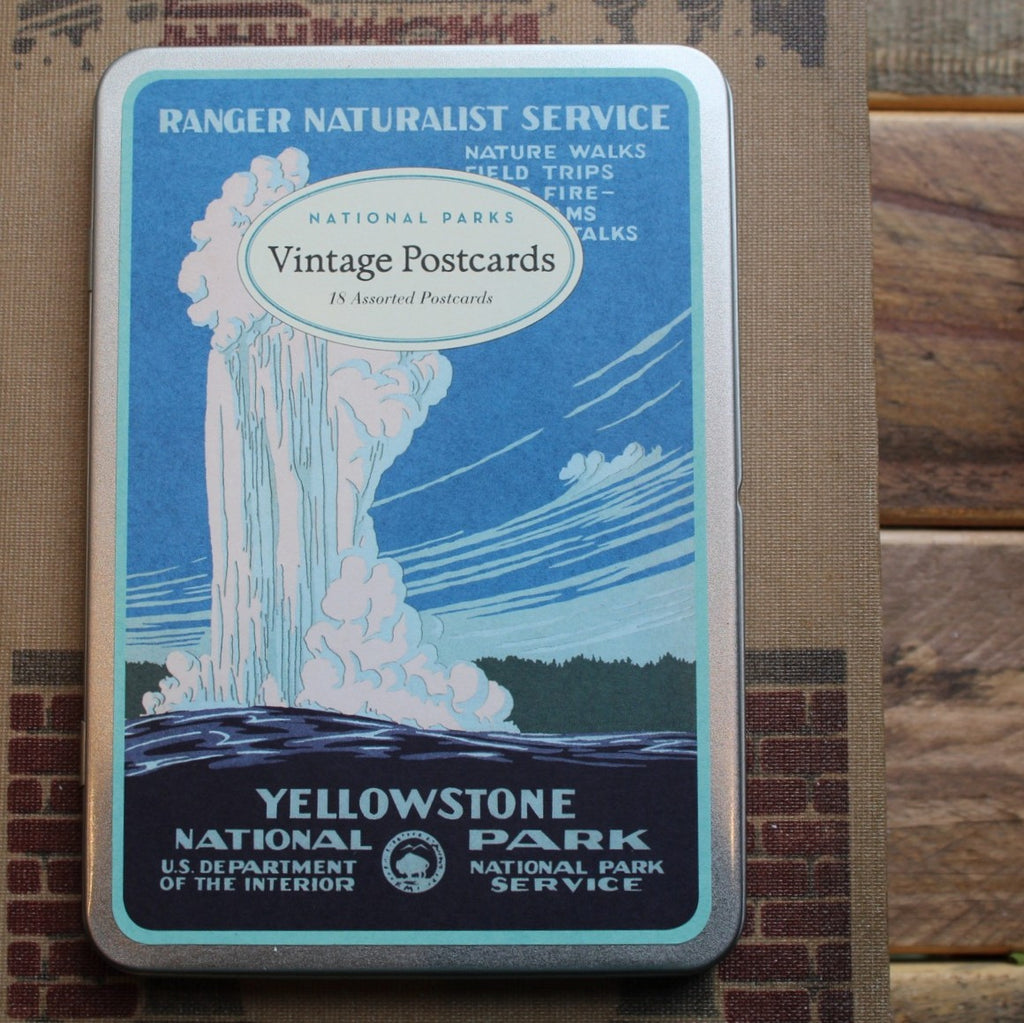 RANGER NATURALIST SERVICE
NATURE WALKS
FIELD TRIPS
FIRE-
MS
TALKS
NATIONAL PARKS
Vintage Postcards
18 Assorted Postcards
YELLOWSTONE
NATIONAL PARK
U.S. DEPARTMENT
OF THE INTERIOR
NATIONAL PARK
SERVICE